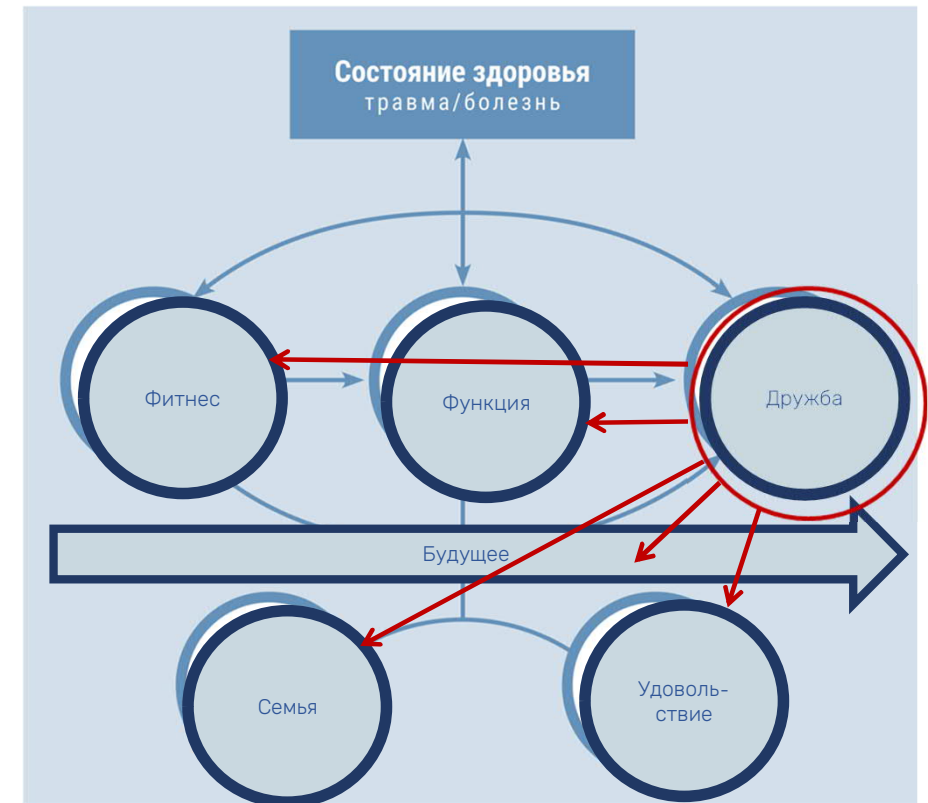 Состояние здоровья
травма/болезнь
Фитнес
Функция
Дружба
Будущее
Семья
Удоволь-
ствие